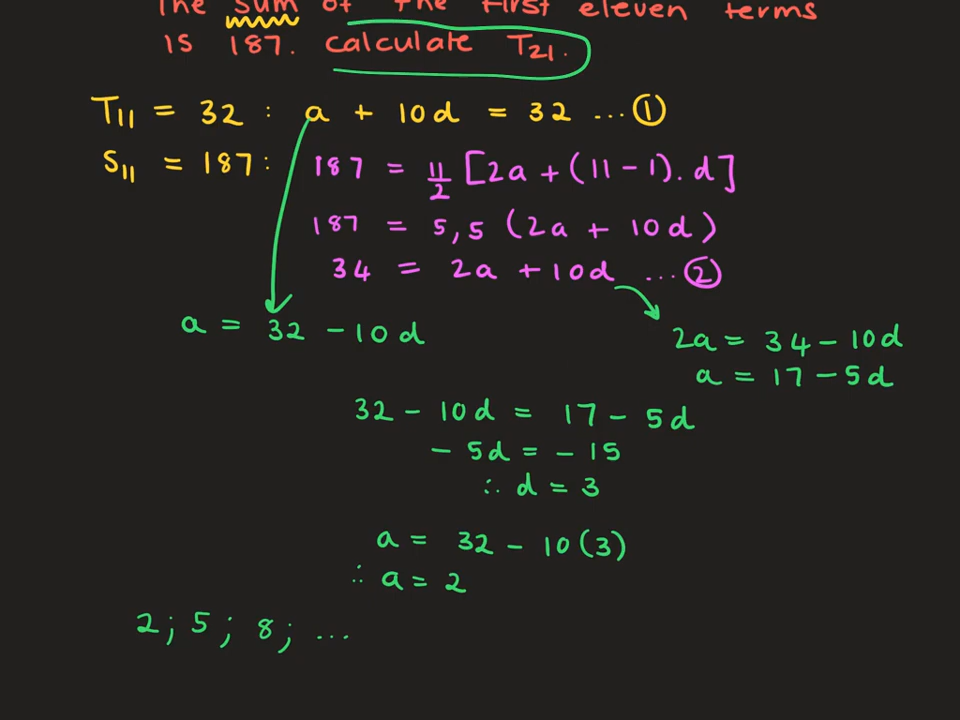 The sum of the first eleven terms
is 187. Calculate T₂₁.
T₁₁ = 32 : a + 10d = 32 ... ①
S₁₁ = 187 : 187 = 11/2 [2a + (11 - 1). d]
187 = 5,5 (2a + 10d)
34 = 2a + 10d ... ②
a = 32 - 10d
2a = 34 - 10d
a = 17 - 5d
32 - 10d = 17 - 5d
- 5d = - 15
∴ d = 3
a = 32 - 10(3)
∴ a = 2
2; 5; 8; ...